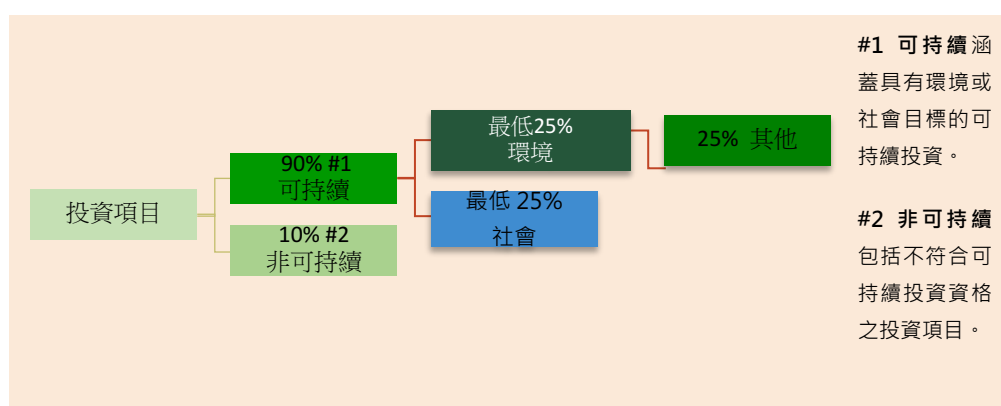 投資項目
90% #1
可持續
10% #2
非可持續
最低25%
環境
最低 25%
社會
25% 其他
#1 可持續涵
蓋具有環境或
社會目標的可
持續投資。
#2 非可持續
包括不符合可
持續投資資格
之投資項目。